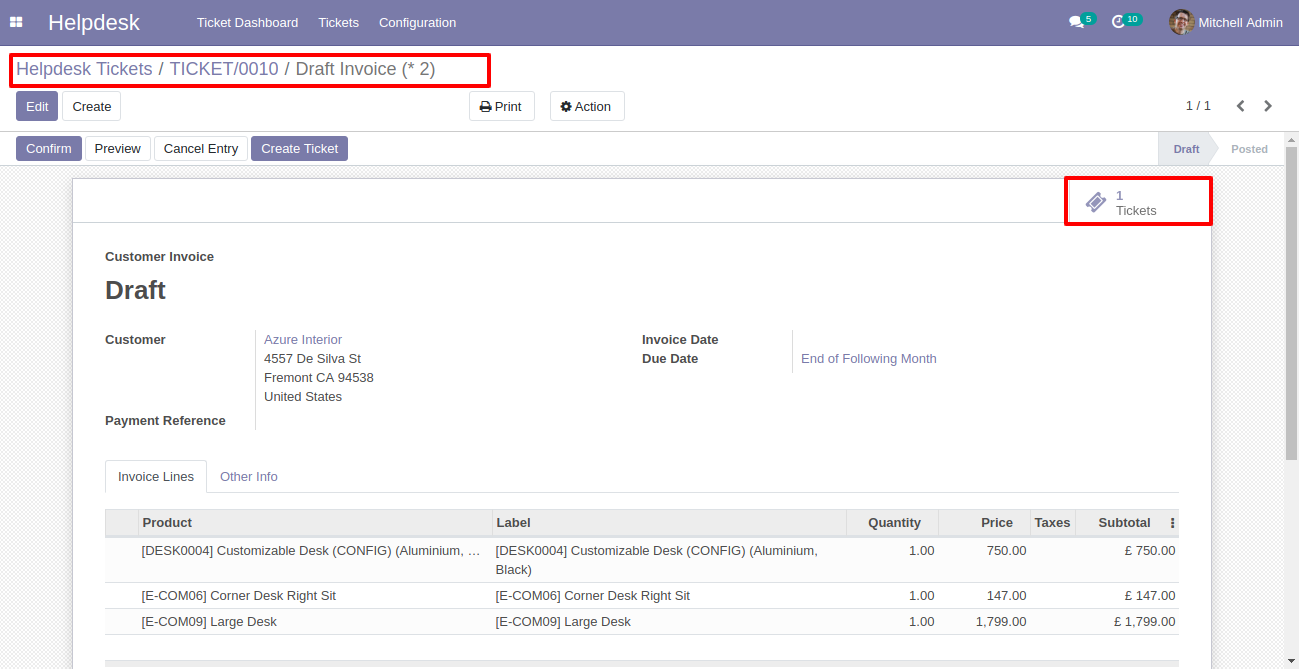 Helpdesk Ticket Dashboard Tickets Configuration 5 10 Mitchell Admin
Helpdesk Tickets / TICKET/0010 / Draft Invoice (* 2)
Edit Create Print Action 1 / 1
Confirm Preview Cancel Entry Create Ticket Draft Posted
1
Tickets
Customer Invoice
Draft
Customer Azure Interior Invoice Date
4557 De Silva St Due Date End of Following Month
Fremont CA 94538
United States
Payment Reference
Invoice Lines Other Info
Product Label Quantity Price Taxes Subtotal
[DESK0004] Customizable Desk (CONFIG) (Aluminium, ... [DESK0004] Customizable Desk (CONFIG) (Aluminium, 1.00 750.00 £ 750.00
Black)
[E-COM06] Corner Desk Right Sit [E-COM06] Corner Desk Right Sit 1.00 147.00 £ 147.00
[E-COM09] Large Desk [E-COM09] Large Desk 1.00 1,799.00 £ 1,799.00